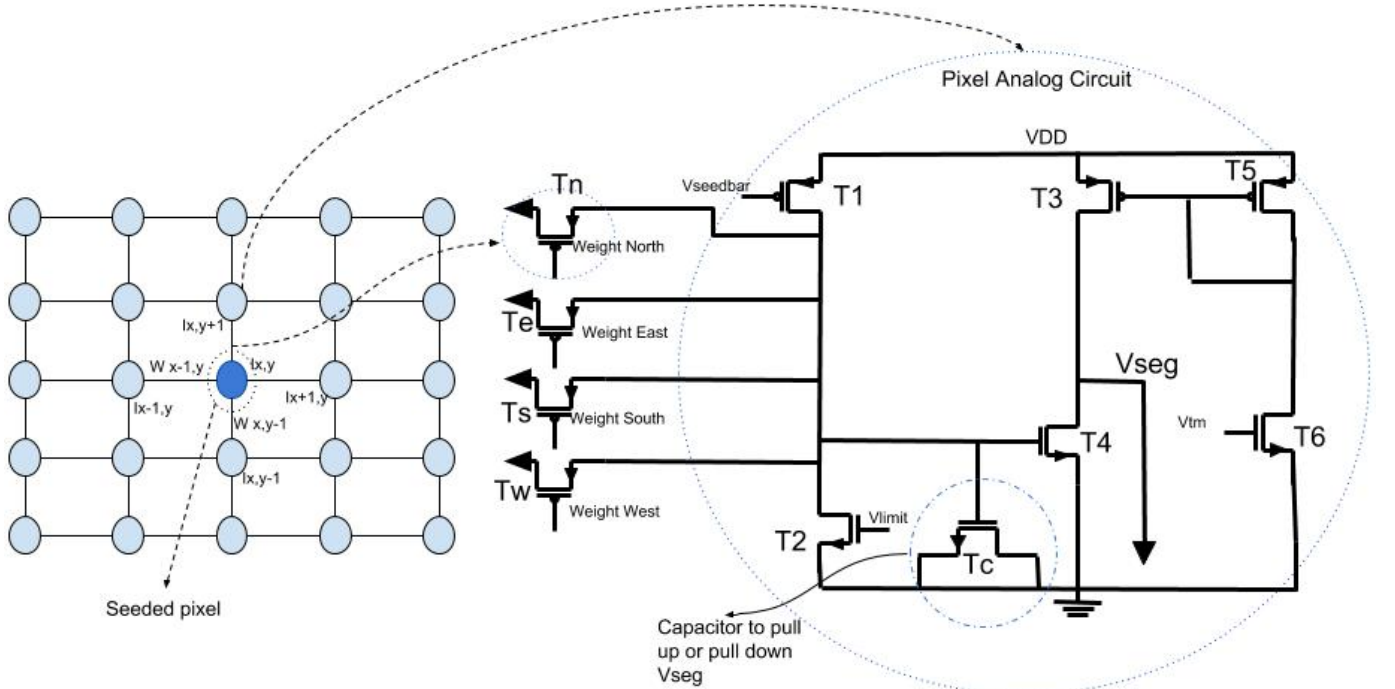 Pixel Analog Circuit
VDD
Tn
Vseedbar
T1
T3
T5
Weight North
Te
Weight East
Ix,y+1
W x-1,y
Ix,y
Ix-1,y
Ix+1,y
W x,y-1
Ix,y-1
Ts
Weight South
Vseg
Vtm
T4
T6
Tw
Weight West
Vlimit
T2
Tc
Seeded pixel
Capacitor to pull
up or pull down
Vseg